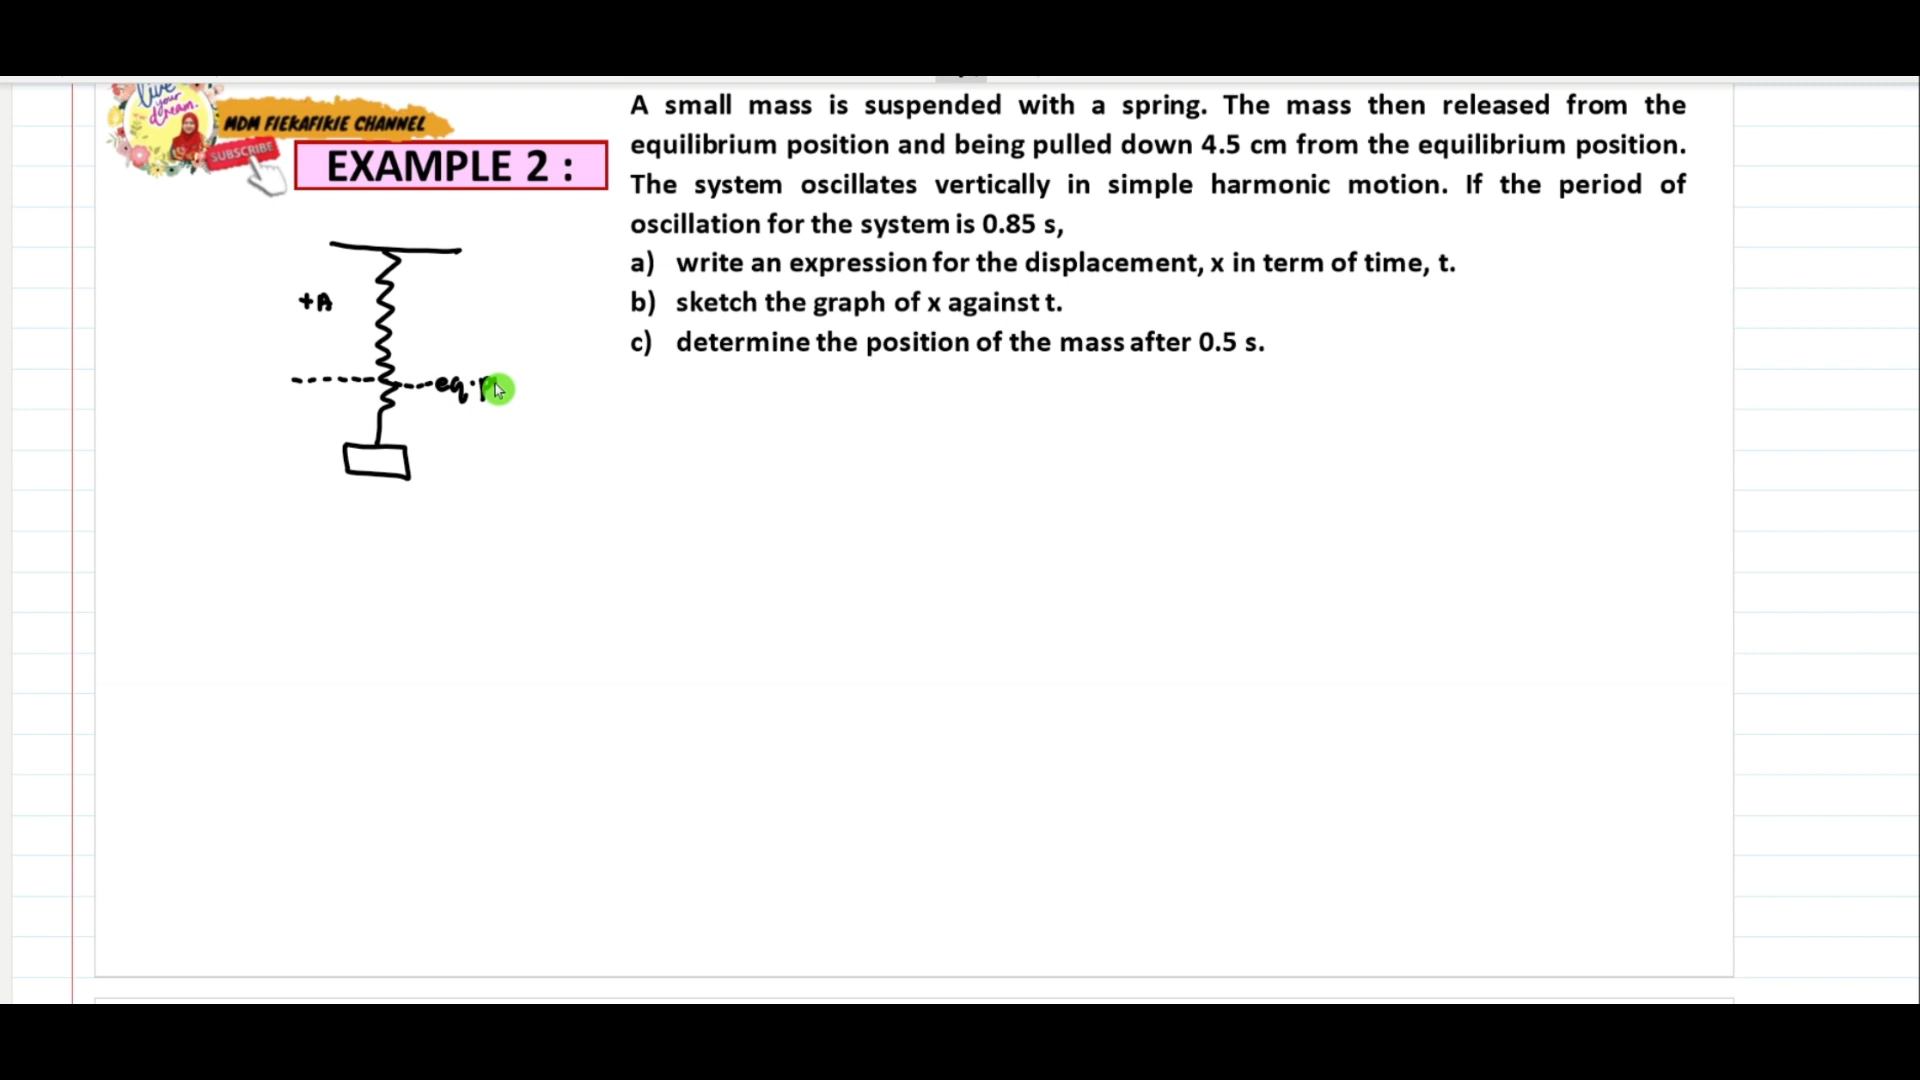 live
your
dream.
MDM FIEKAFIKIE CHANNEL
SUBSCRIBE
EXAMPLE 2 :
A small mass is suspended with a spring. The mass then released from the
equilibrium position and being pulled down 4.5 cm from the equilibrium position.
The system oscillates vertically in simple harmonic motion. If the period of
oscillation for the system is 0.85 s,
a) write an expression for the displacement, x in term of time, t.
b) sketch the graph of x against t.
c) determine the position of the mass after 0.5 s.
+A
eq.